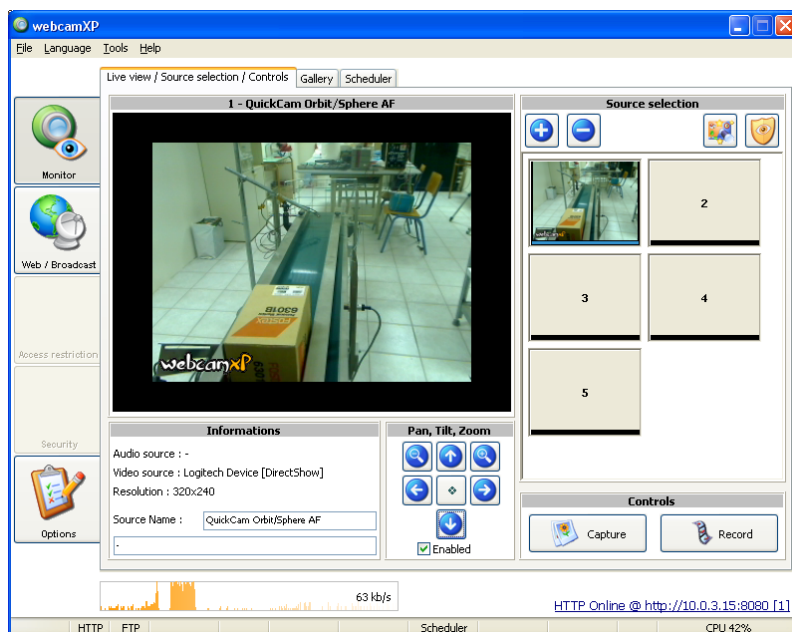 webcamXP
File Language Tools Help
Live view / Source selection / Controls Gallery Scheduler
1 - QuickCam Orbit/Sphere AF
Source selection
Monitor
Web / Broadcast
Access restriction
Security
Options
6301B
FOSTEX
webcamXP
webcamXP
2
3
4
5
Informations
Audio source : -
Video source : Logitech Device [DirectShow]
Resolution : 320x240
Source Name : QuickCam Orbit/Sphere AF
-
Pan, Tilt, Zoom
Enabled
Controls
Capture Record
63 kb/s
HTTP Online @ http://10.0.3.15:8080 [1]
HTTP FTP Scheduler CPU 42%